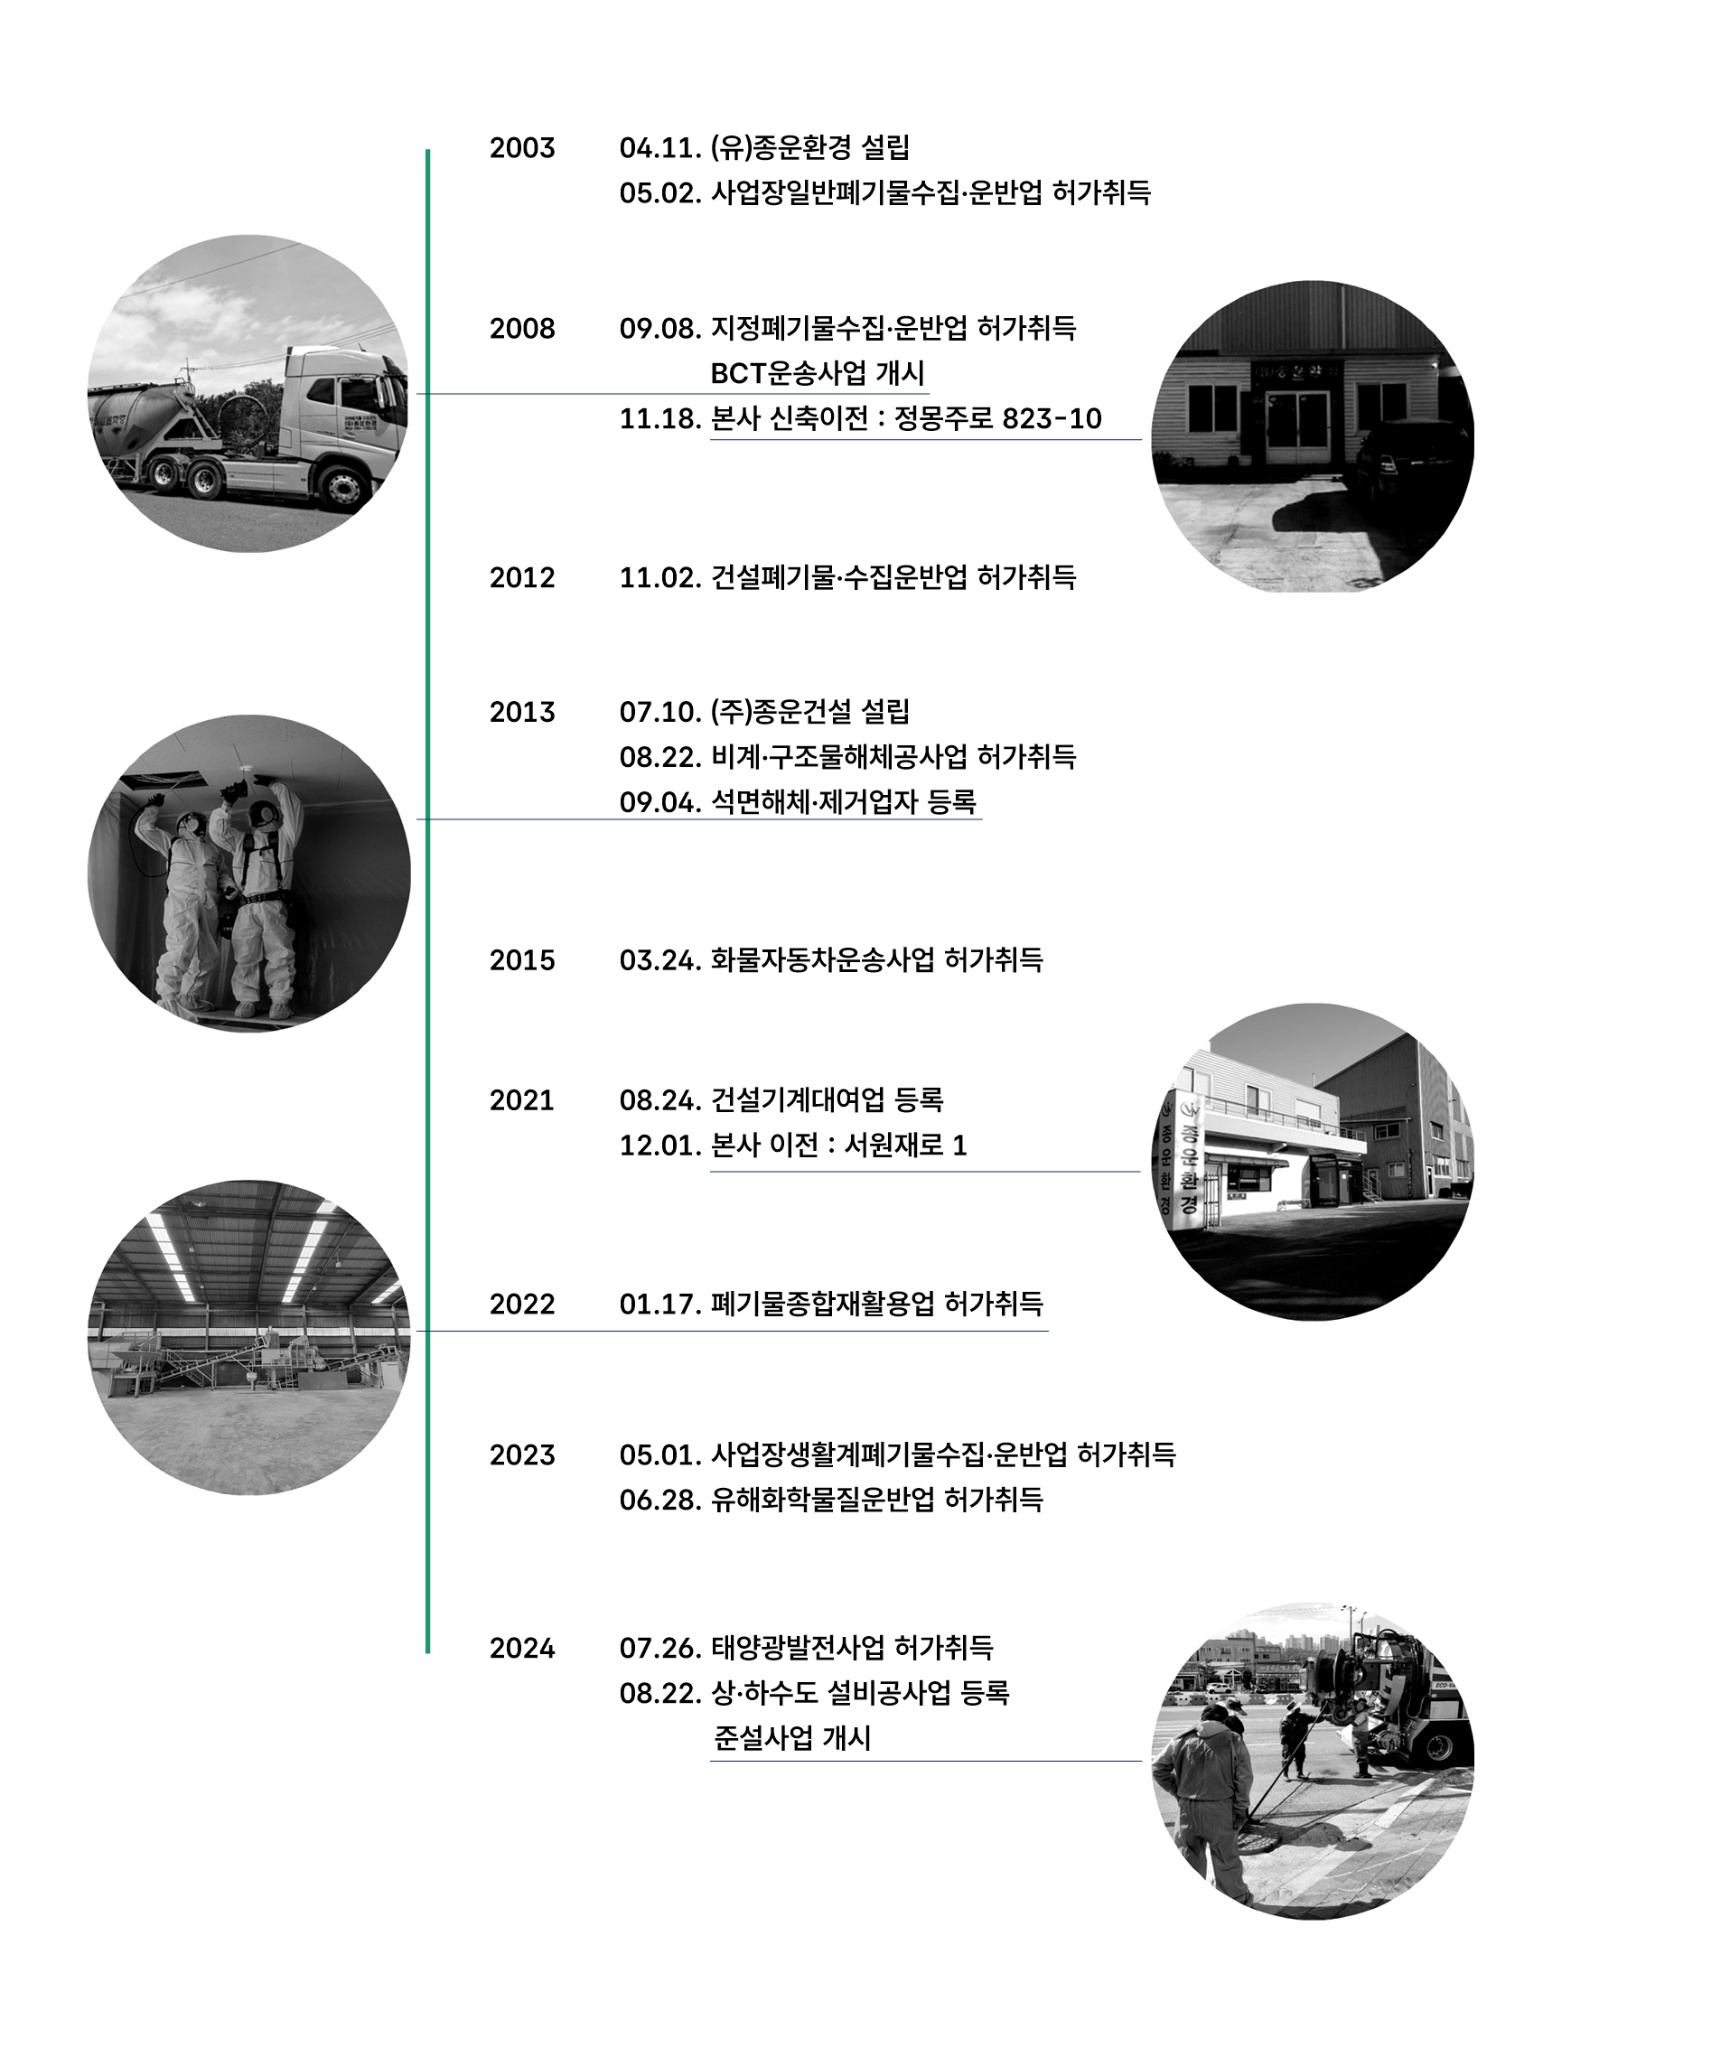 2003 04.11. (유)종운환경 설립
05.02. 사업장일반폐기물수집·운반업 허가취득
2008 09.08. 지정폐기물수집·운반업 허가취득
BCT운송사업 개시
11.18. 본사 신축이전 : 정몽주로 823-10
2012 11.02. 건설폐기물·수집운반업 허가취득
2013 07.10. (주)종운건설 설립
08.22. 비계·구조물해체공사업 허가취득
09.04. 석면해체·제거업자 등록
2015 03.24. 화물자동차운송사업 허가취득
2021 08.24. 건설기계대여업 등록
12.01. 본사 이전 : 서원재로 1
종운환경
종운환경
2022 01.17. 폐기물종합재활용업 허가취득
2023 05.01. 사업장생활계폐기물수집·운반업 허가취득
06.28. 유해화학물질운반업 허가취득
2024 07.26. 태양광발전사업 허가취득
08.22. 상·하수도 설비공사업 등록
준설사업 개시